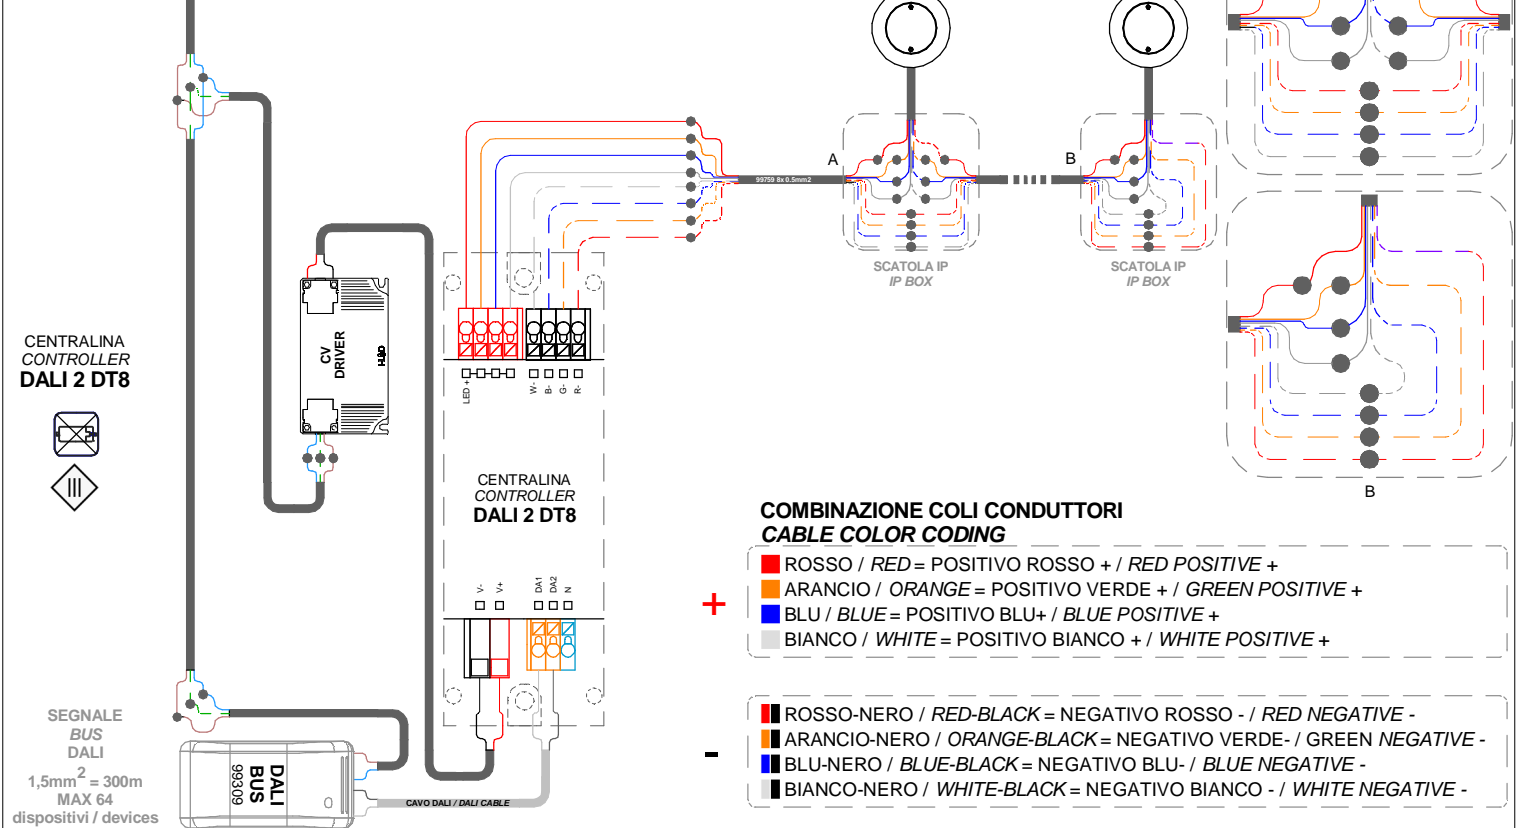 A
B
99759 8x 0.5mm2
SCATOLA IP
IP BOX
SCATOLA IP
IP BOX
CENTRALINA
CONTROLLER
DALI 2 DT8
CV
DRIVER
LED +
W-
B-
G-
R-
CENTRALINA
CONTROLLER
DALI 2 DT8
V-
V+
DA1
DA2
N
B
COMBINAZIONE COLI CONDUTTORI
CABLE COLOR CODING
+
ROSSO / RED = POSITIVO ROSSO + / RED POSITIVE +
ARANCIO / ORANGE = POSITIVO VERDE + / GREEN POSITIVE +
BLU / BLUE = POSITIVO BLU+ / BLUE POSITIVE +
BIANCO / WHITE = POSITIVO BIANCO + / WHITE POSITIVE +
-
ROSSO-NERO / RED-BLACK = NEGATIVO ROSSO - / RED NEGATIVE -
ARANCIO-NERO / ORANGE-BLACK = NEGATIVO VERDE- / GREEN NEGATIVE -
BLU-NERO / BLUE-BLACK = NEGATIVO BLU- / BLUE NEGATIVE -
BIANCO-NERO / WHITE-BLACK = NEGATIVO BIANCO - / WHITE NEGATIVE -
SEGNALE
BUS
DALI
1,5mm² = 300m
MAX 64
dispositivi / devices
DALI
BUS
99309
CAVO DALI / DALI CABLE